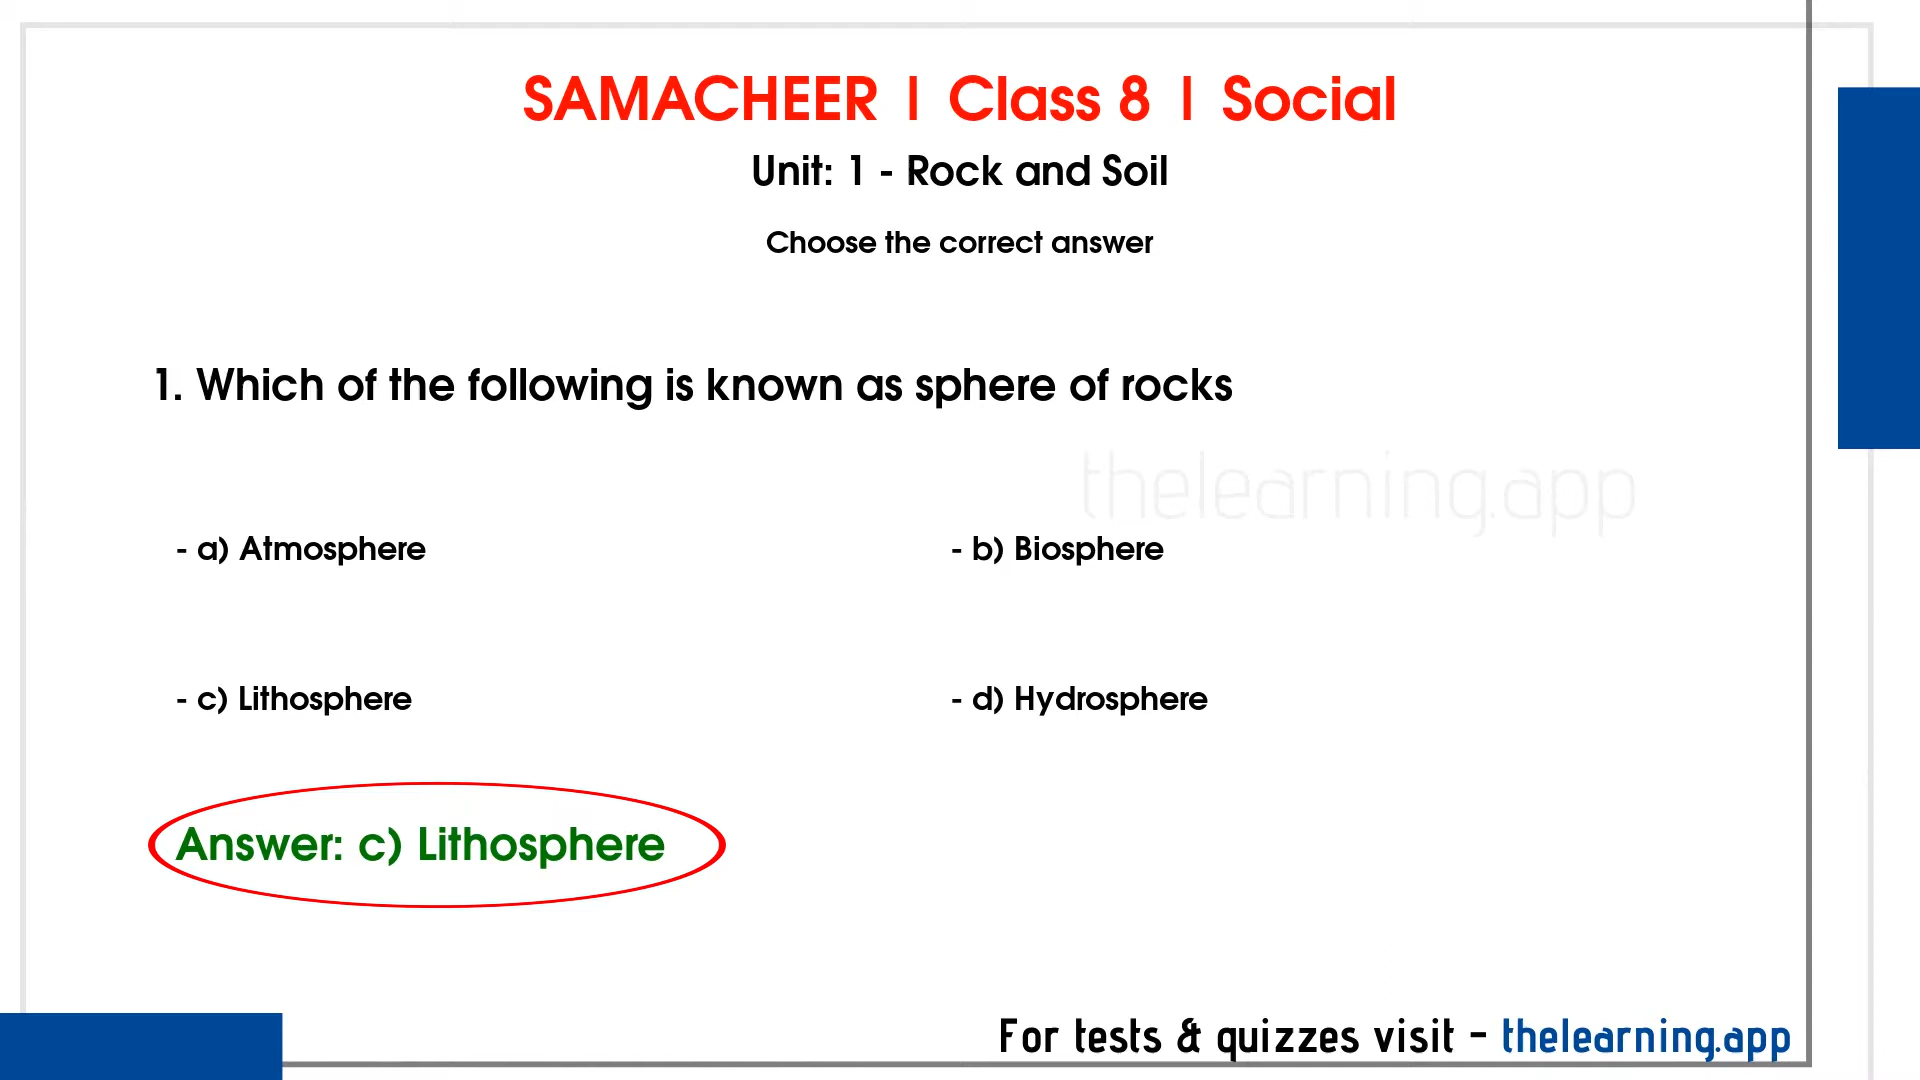 SAMACHEER | Class 8 | Social
Unit: 1 - Rock and Soil
Choose the correct answer
1. Which of the following is known as sphere of rocks
thelearning.app
- a) Atmosphere
- b) Biosphere
- c) Lithosphere
- d) Hydrosphere
Answer: c) Lithosphere
For tests & quizzes visit - thelearning.app